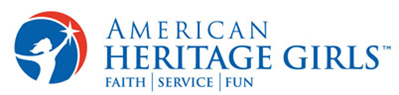 AMERICAN
HERITAGE GIRLS™
FAITH | SERVICE | FUN